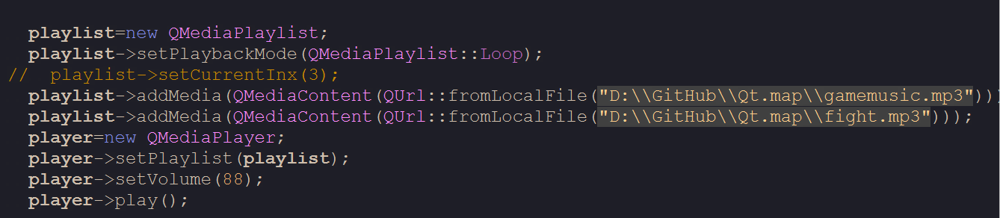 playlist=new QMediaPlaylist;
playlist->setPlaybackMode(QMediaPlaylist::Loop);
//  playlist->setCurrentInx(3);
playlist->addMedia(QMediaContent(QUrl::fromLocalFile("D:\\GitHub\\Qt.map\\gamemusic.mp3")))
playlist->addMedia(QMediaContent(QUrl::fromLocalFile("D:\\GitHub\\Qt.map\\fight.mp3")));
player=new QMediaPlayer;
player->setPlaylist(playlist);
player->setVolume(88);
player->play();